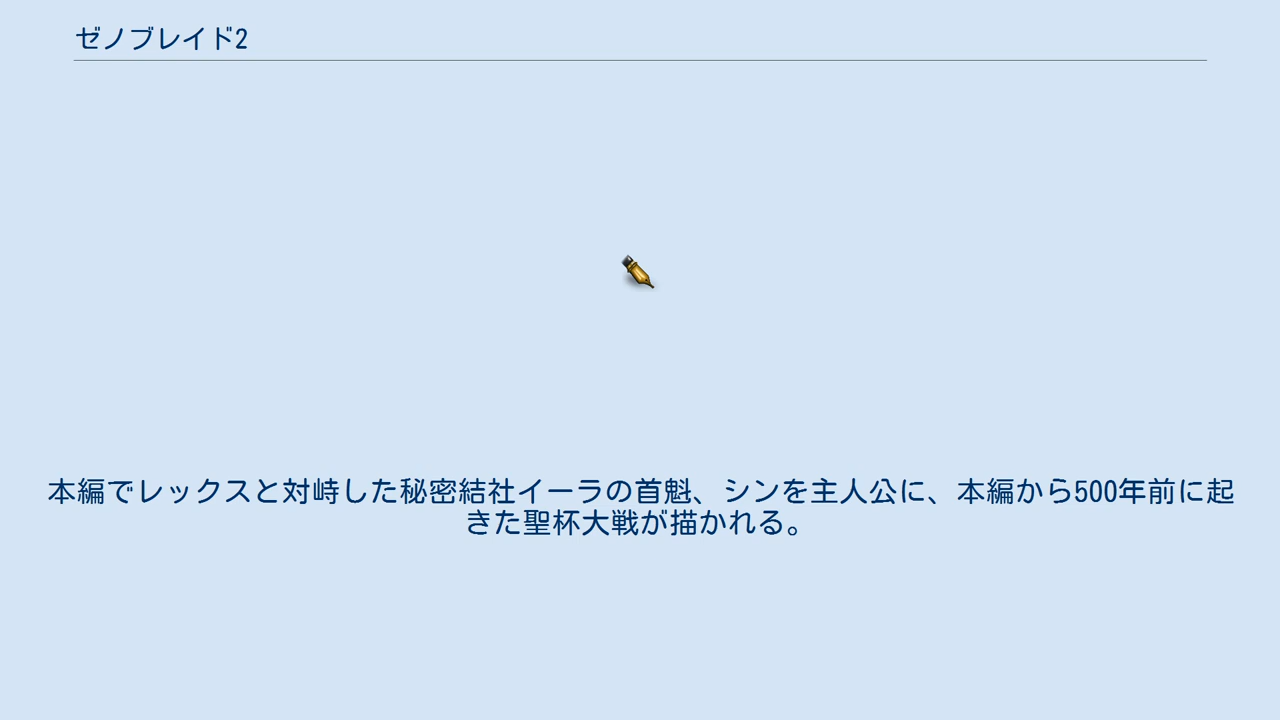 ゼノブレイド2
本編でレックスと対峙した秘密結社イーラの首魁、シンを主人公に、本編から500年前に起
きた聖杯大戦が描かれる。